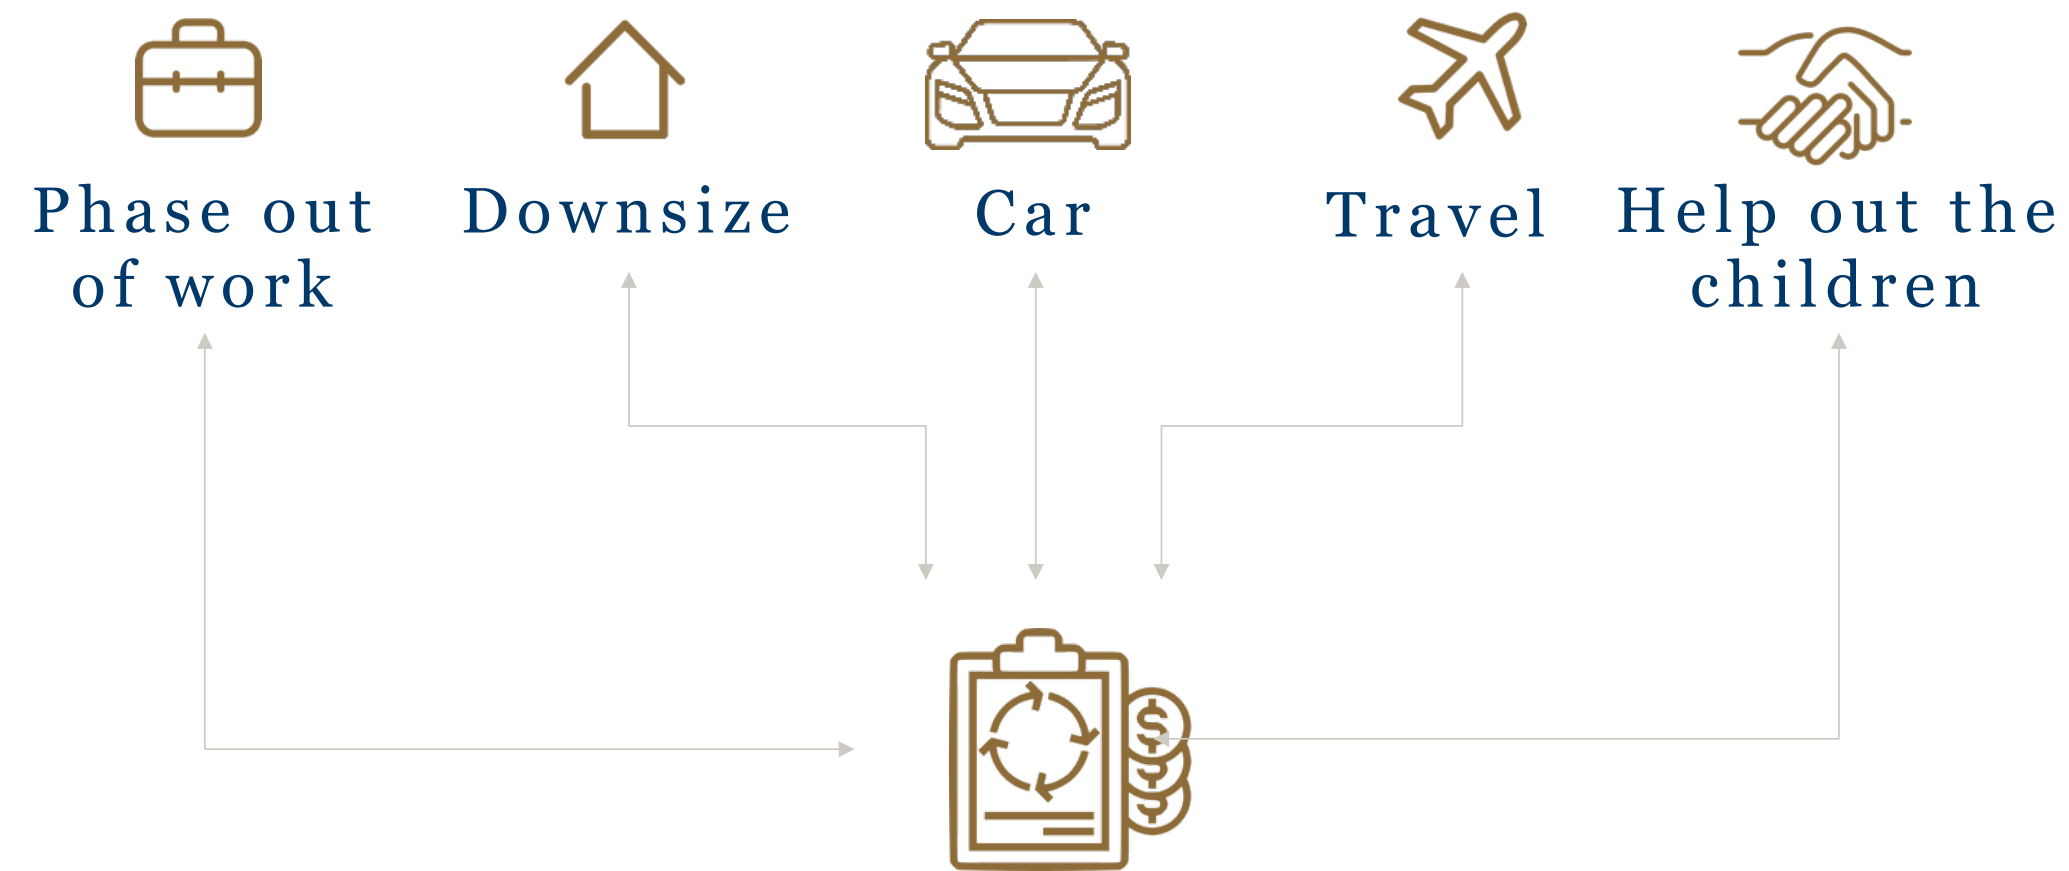 Phase out
of work
Downsize
Car
Travel
Help out the
children
$